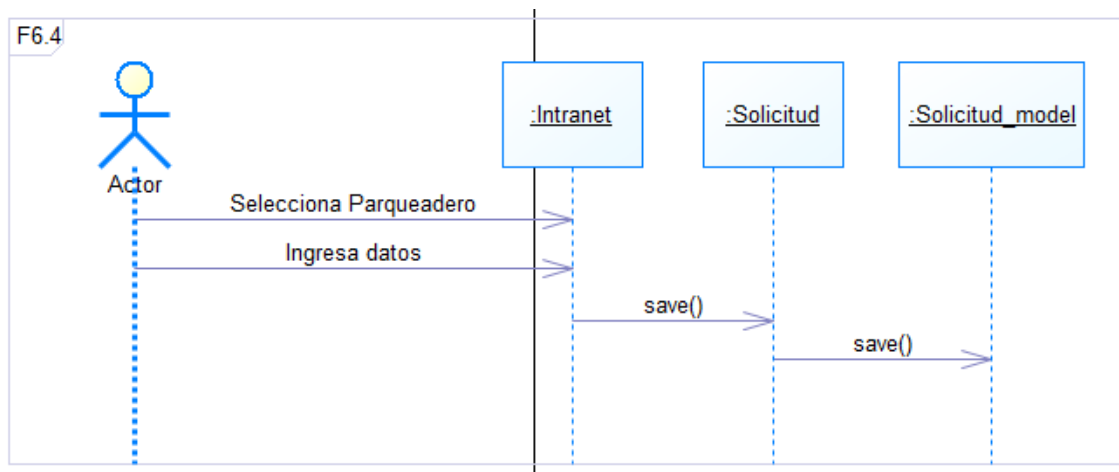 F6.4
:Intranet
:Solicitud
:Solicitud_model
Actor
Selecciona Parqueadero
Ingresa datos
save()
save()